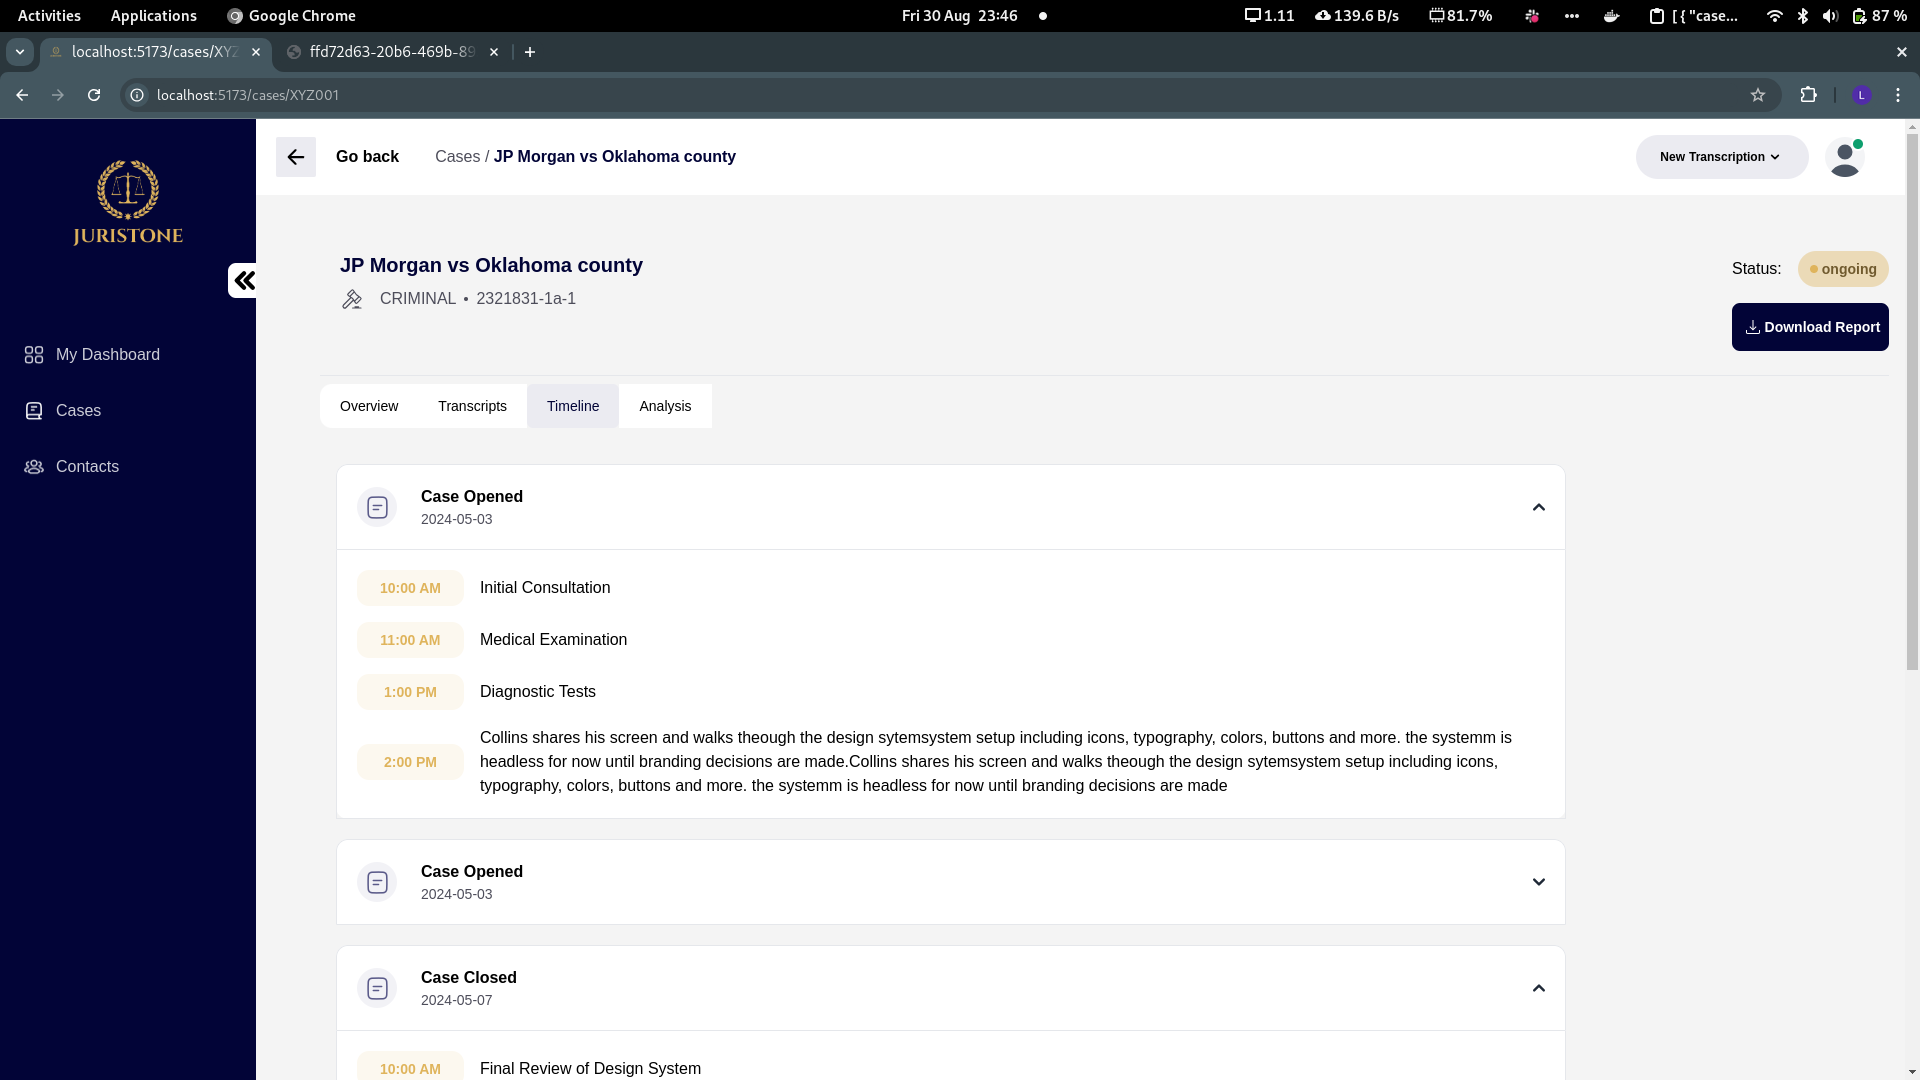 Activities Applications Google Chrome Fri 30 Aug 23:46 1.11 139.6 B/s 81.7% [ { "case... 87 %
localhost:5173/cases/XYZ ffd72d63-20b6-469b-89
localhost:5173/cases/XYZ001 L
JURISTONE
My Dashboard
Cases
Contacts
Go back Cases / JP Morgan vs Oklahoma county New Transcription
JP Morgan vs Oklahoma county
CRIMINAL • 2321831-1a-1
Status: ongoing
Download Report
Overview Transcripts Timeline Analysis
Case Opened
2024-05-03
10:00 AM Initial Consultation
11:00 AM Medical Examination
1:00 PM Diagnostic Tests
2:00 PM Collins shares his screen and walks theough the design sytemsystem setup including icons, typography, colors, buttons and more. the systemm is
headless for now until branding decisions are made.Collins shares his screen and walks theough the design sytemsystem setup including icons,
typography, colors, buttons and more. the systemm is headless for now until branding decisions are made
Case Opened
2024-05-03
Case Closed
2024-05-07
10:00 AM Final Review of Design System